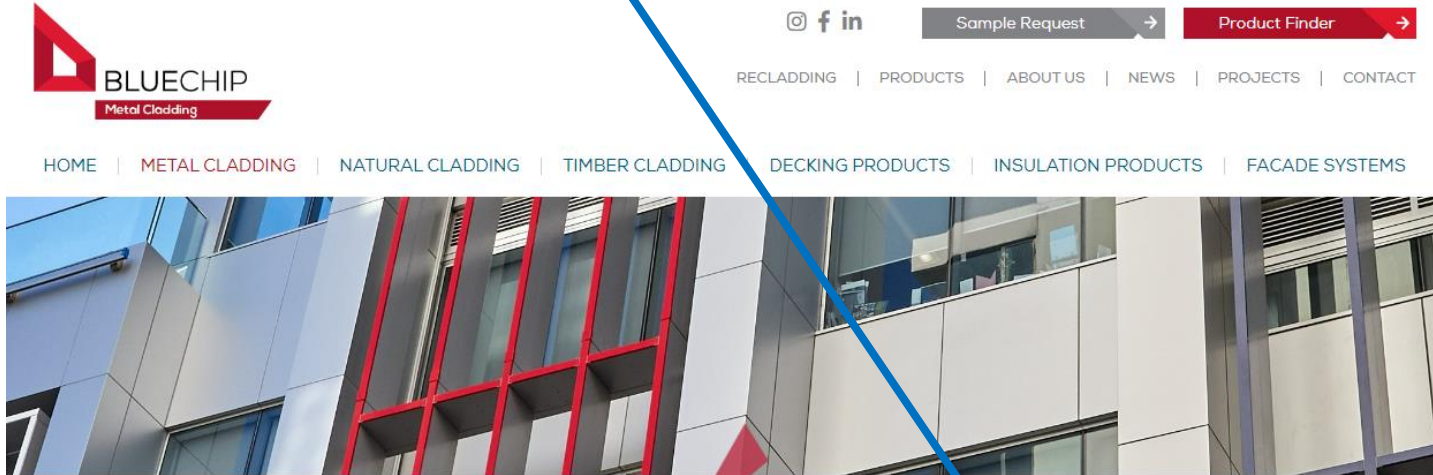 Sample Request
Product Finder
BLUECHIP
Metal Cladding
RECLADDING | PRODUCTS | ABOUT US | NEWS | PROJECTS | CONTACT
HOME | METAL CLADDING | NATURAL CLADDING | TIMBER CLADDING DECKING PRODUCTS | INSULATION PRODUCTS | FACADE SYSTEMS